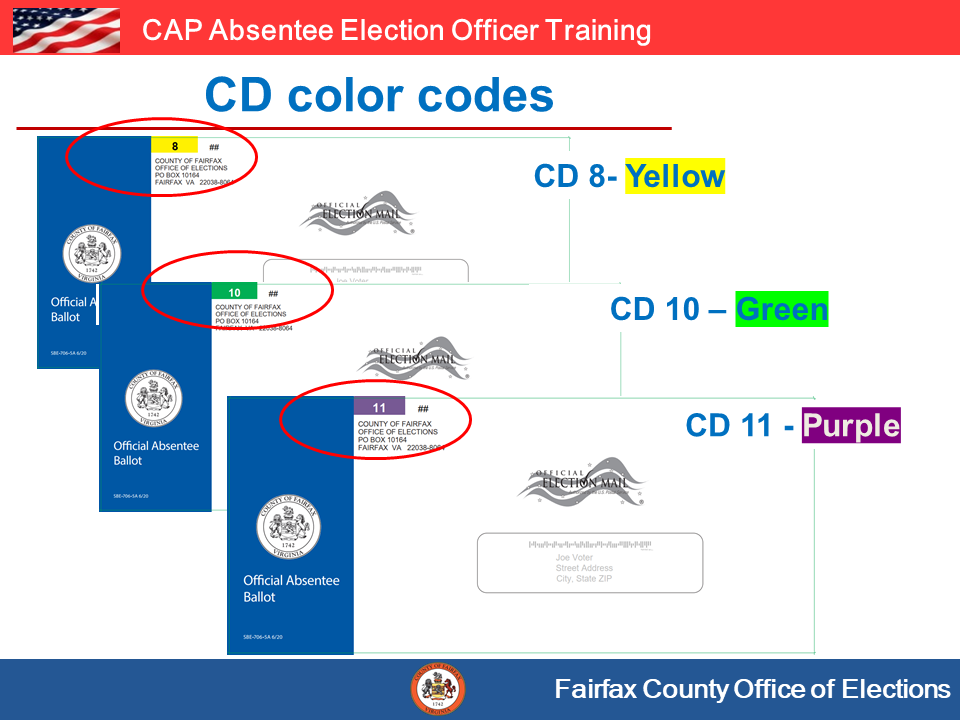 CAP Absentee Election Officer Training
CD color codes
8 ##
COUNTY OF FAIRFAX
OFFICE OF ELECTIONS
PO BOX 10164
FAIRFAX VA 22038-8064
OFFICIAL
ELECTION MAIL
Joe Voter
COUNTY OF FAIRFAX
1742
VIRGINIA
Official A
Ballot
SBE-706-5A 6/20
CD 8- Yellow
10 ##
COUNTY OF FAIRFAX
OFFICE OF ELECTIONS
PO BOX 10164
FAIRFAX VA 22038-8064
OFFICIAL
ELECTION MAIL
COUNTY OF FAIRFAX
1742
VIRGINIA
Official Absentee
Ballot
SBE-706-5A 6/20
CD 10 – Green
11 ##
COUNTY OF FAIRFAX
OFFICE OF ELECTIONS
PO BOX 10164
FAIRFAX VA 22038-8064
OFFICIAL
ELECTION MAIL
Joe Voter
Street Address
City, State ZIP
COUNTY OF FAIRFAX
1742
VIRGINIA
Official Absentee
Ballot
SBE-706-5A 6/20
CD 11 - Purple
COUNTY OF FAIRFAX
1742
VIRGINIA
Fairfax County Office of Elections